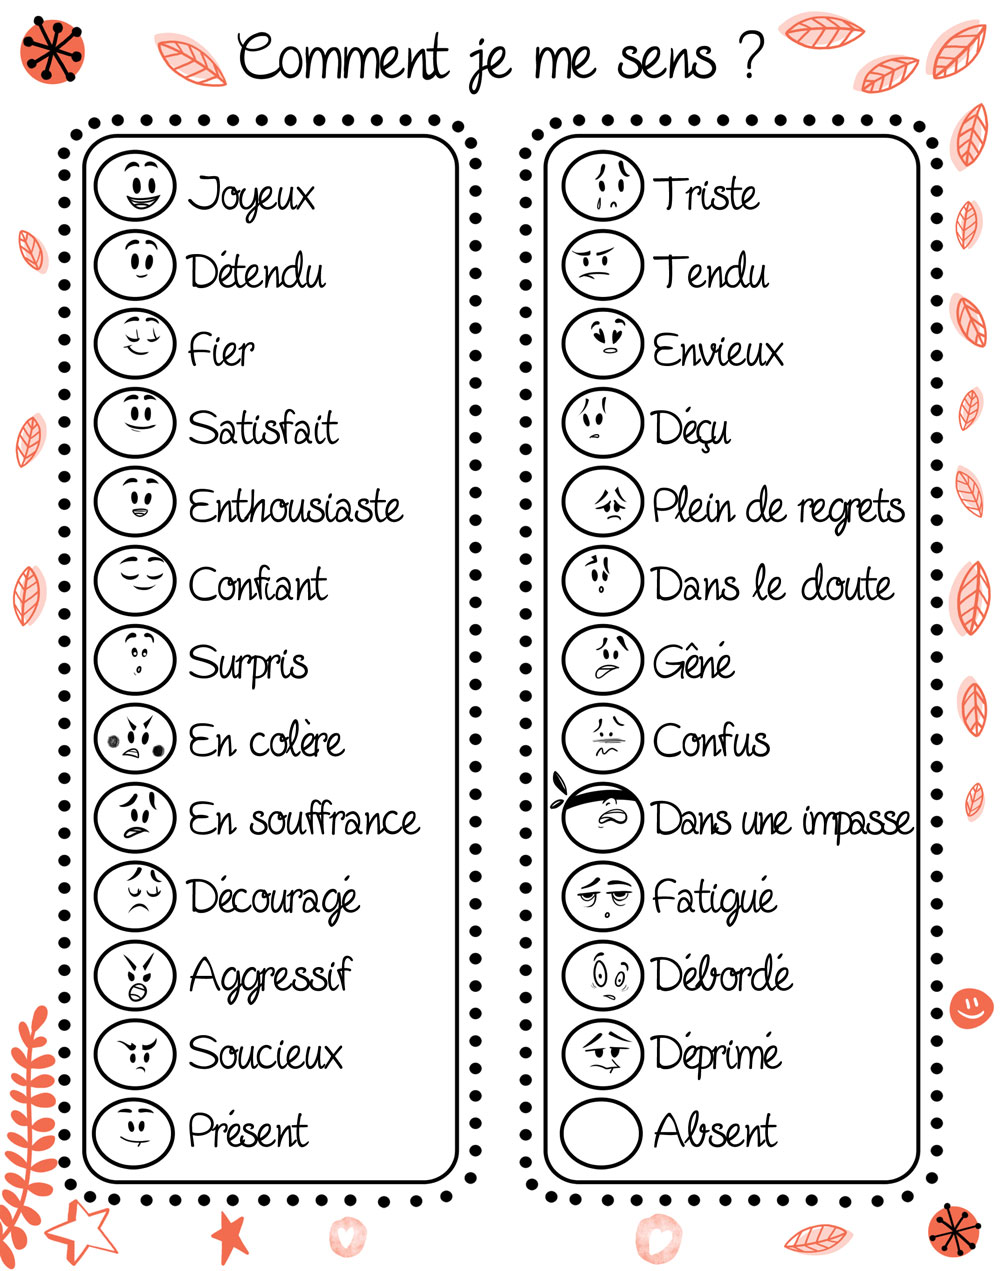 Comment je me sens ?
Joyeux
Détendu
Fier
Satisfait
Enthousiaste
Confiant
Surpris
En colère
En souffrance
Découragé
Aggressif
Soucieux
Présent
Triste
Tendu
Envieux
Déçu
Plein de regrets
Dans le doute
Gêné
Confus
Dans une impasse
Fatigué
Débordé
Déprimé
Absent